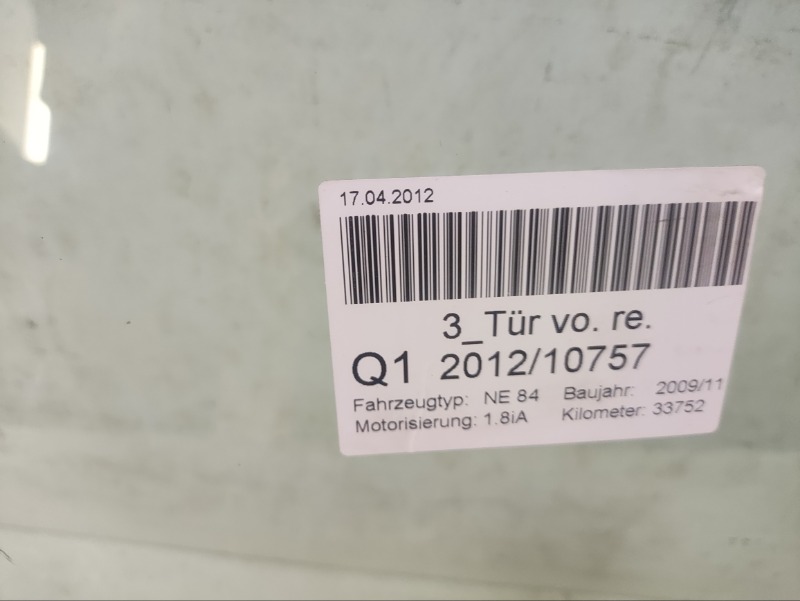 17.04.2012
3_Tür vo. re.
Q1 2012/10757
Fahrzeugtyp: NE 84 Baujahr: 2009/11
Motorisierung: 1.8iA Kilometer: 33752